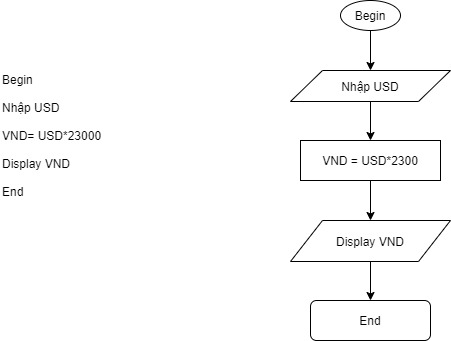 Begin
Nhập USD
VND= USD*23000
Display VND
End
Begin
Nhập USD
VND = USD*2300
Display VND
End